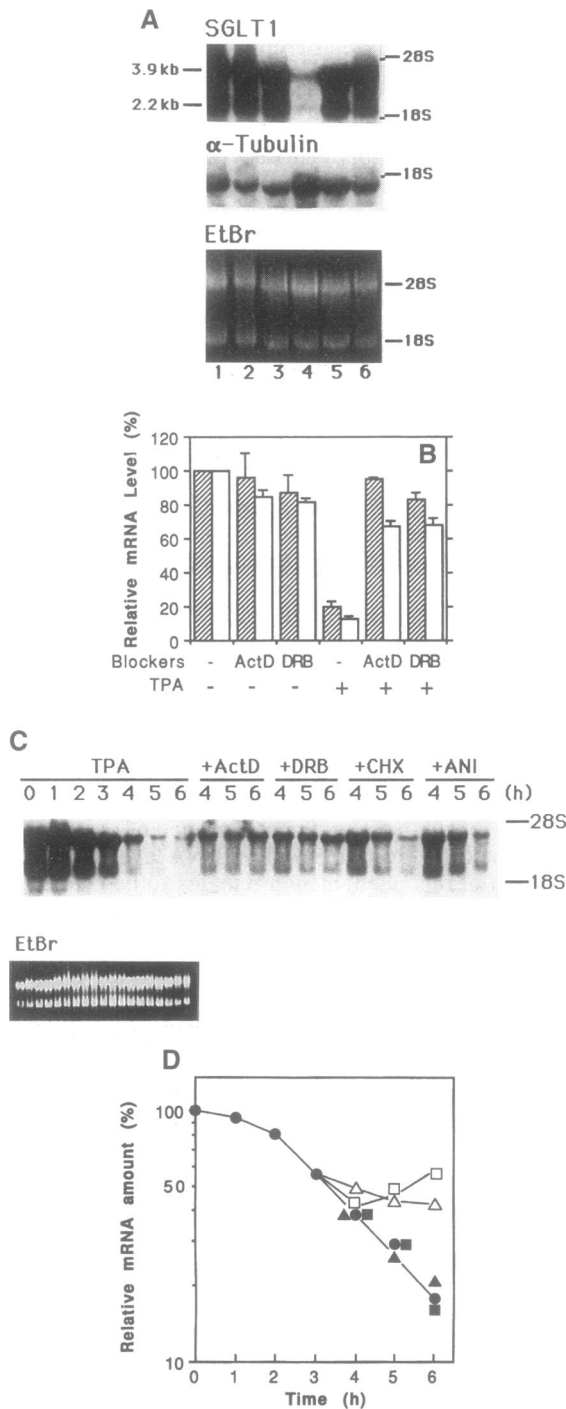 A
SGLT1
3.9 kb
2.2 kb
28S
18S
α-Tubulin
18S
EtBr
28S
18S
1 2 3 4 5 6
B
Relative mRNA Level (%)
120
100
80
60
40
20
0
Blockers - ActD DRB - ActD DRB
TPA - - - + + +
C
TPA +ActD +DRB +CHX +ANI
0 1 2 3 4 5 6 4 5 6 4 5 6 4 5 6 4 5 6 (h)
28S
18S
EtBr
D
Relative mRNA amount (%)
100
50
10
0 1 2 3 4 5 6
Time (h)